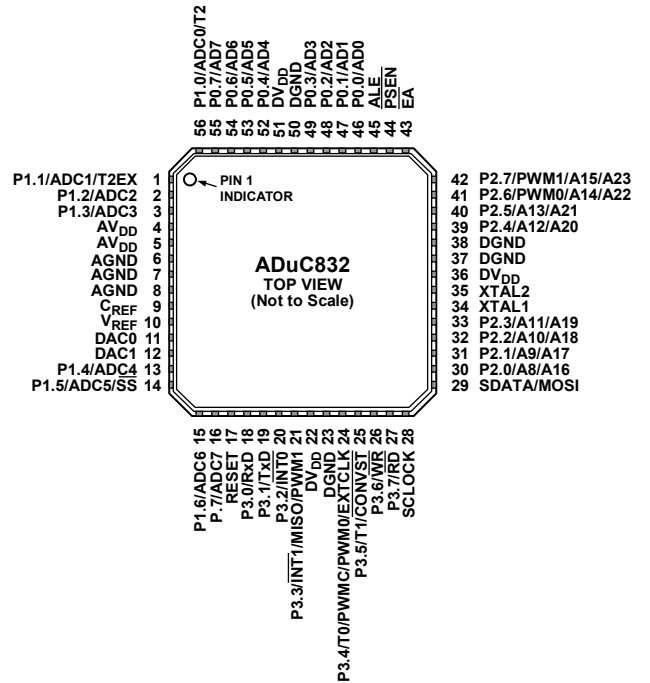 56 P1.0/ADC0/T2
55 P0.7/AD7
54 P0.6/AD6
53 P0.5/AD5
52 P0.4/AD4
51 DVDD
50 DGND
49 P0.3/AD3
48 P0.2/AD2
47 P0.1/AD1
46 P0.0/AD0
45 ALE
44 P̅S̅E̅N̅
43 E̅A̅
P1.1/ADC1/T2EX 1
P1.2/ADC2 2
P1.3/ADC3 3
AVDD 4
AVDD 5
AGND 6
AGND 7
AGND 8
CREF 9
VREF 10
DAC0 11
DAC1 12
P1.4/ADC4 13
P1.5/ADC5/S̅S̅ 14
PIN 1
INDICATOR
ADuC832
TOP VIEW
(Not to Scale)
42 P2.7/PWM1/A15/A23
41 P2.6/PWM0/A14/A22
40 P2.5/A13/A21
39 P2.4/A12/A20
38 DGND
37 DGND
36 DVDD
35 XTAL2
34 XTAL1
33 P2.3/A11/A19
32 P2.2/A10/A18
31 P2.1/A9/A17
30 P2.0/A8/A16
29 SDATA/MOSI
P1.6/ADC6 15
P.7/ADC7 16
RESET 17
P3.0/RxD 18
P3.1/TxD 19
P3.2/I̅N̅T̅0̅ 20
P3.3/I̅N̅T̅1̅/MISO/PWM1 21
DVDD 22
DGND 23
P3.4/T0/PWMC/PWM0/EXTCLK 24
P3.5/T1/C̅O̅N̅V̅S̅T̅ 25
P3.6/W̅R̅ 26
P3.7/R̅D̅ 27
SCLOCK 28